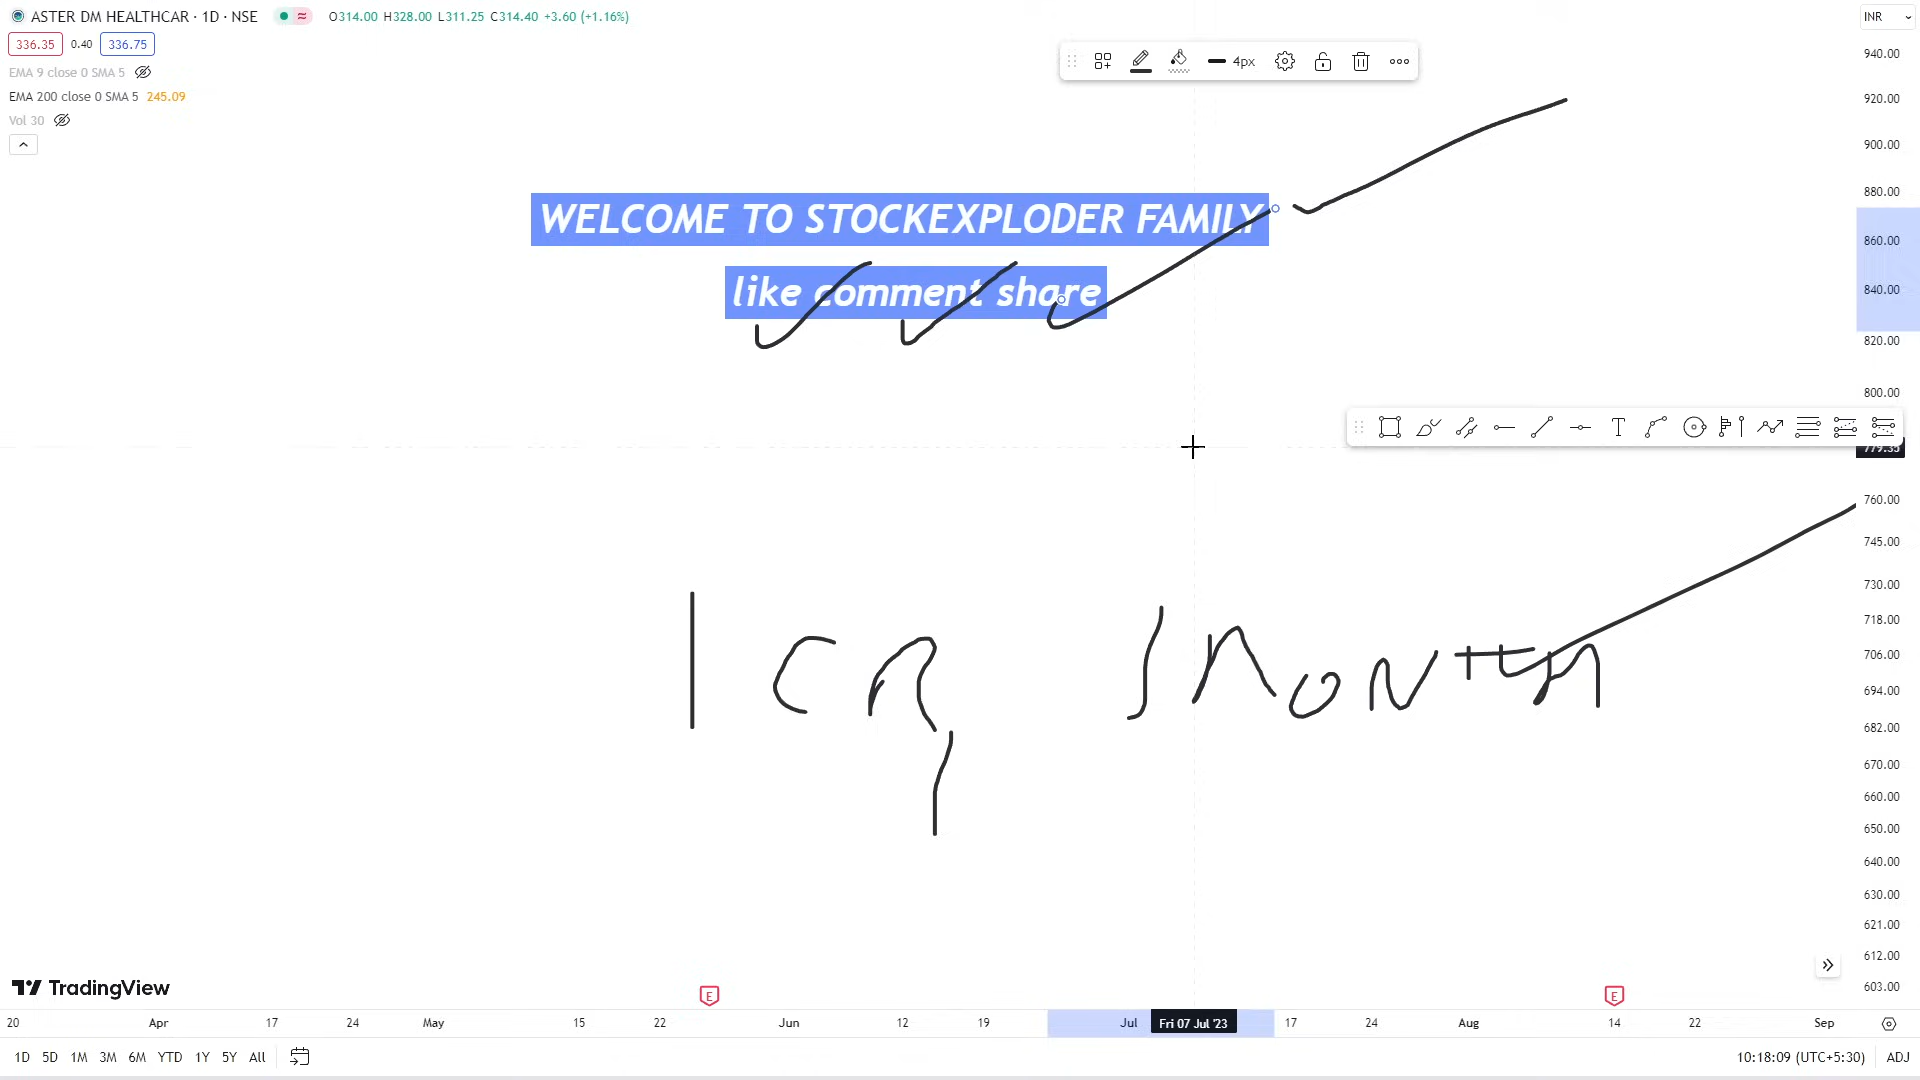 ASTER DM HEALTHCAR · 1D · NSE O314.00 H328.00 L311.25 C314.40 +3.60 (+1.16%)
INR
336.35 0.40 336.75
EMA 9 close 0 SMA 5
EMA 200 close 0 SMA 5 245.09
Vol 30
4px
WELCOME TO STOCKEXPLODER FAMILY
like comment share
940.00
920.00
900.00
880.00
860.00
840.00
820.00
800.00
779.35
760.00
745.00
730.00
718.00
706.00
694.00
682.00
670.00
660.00
650.00
640.00
630.00
621.00
612.00
603.00
1 CR MONTH
TradingView
E E
20 Apr 17 24 May 15 22 Jun 12 19 Jul Fri 07 Jul '23 17 24 Aug 14 22 Sep
1D 5D 1M 3M 6M YTD 1Y 5Y All 10:18:09 (UTC+5:30) ADJ